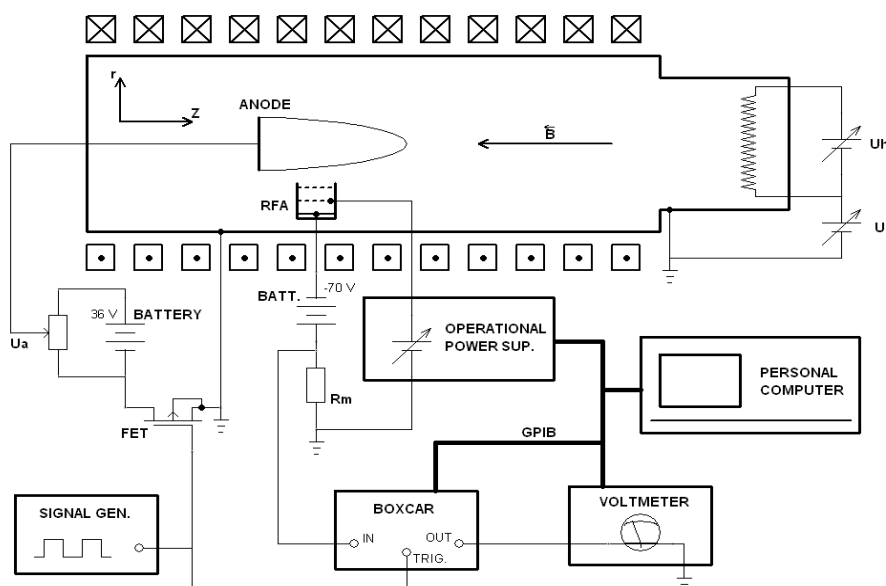 r
Z
ANODE
B
Uh
RFA
U
-70 V
BATT.
36 V
BATTERY
Ua
OPERATIONAL
POWER SUP.
PERSONAL
COMPUTER
Rm
FET
GPIB
SIGNAL GEN.
BOXCAR
VOLTMETER
IN
OUT
TRIG.